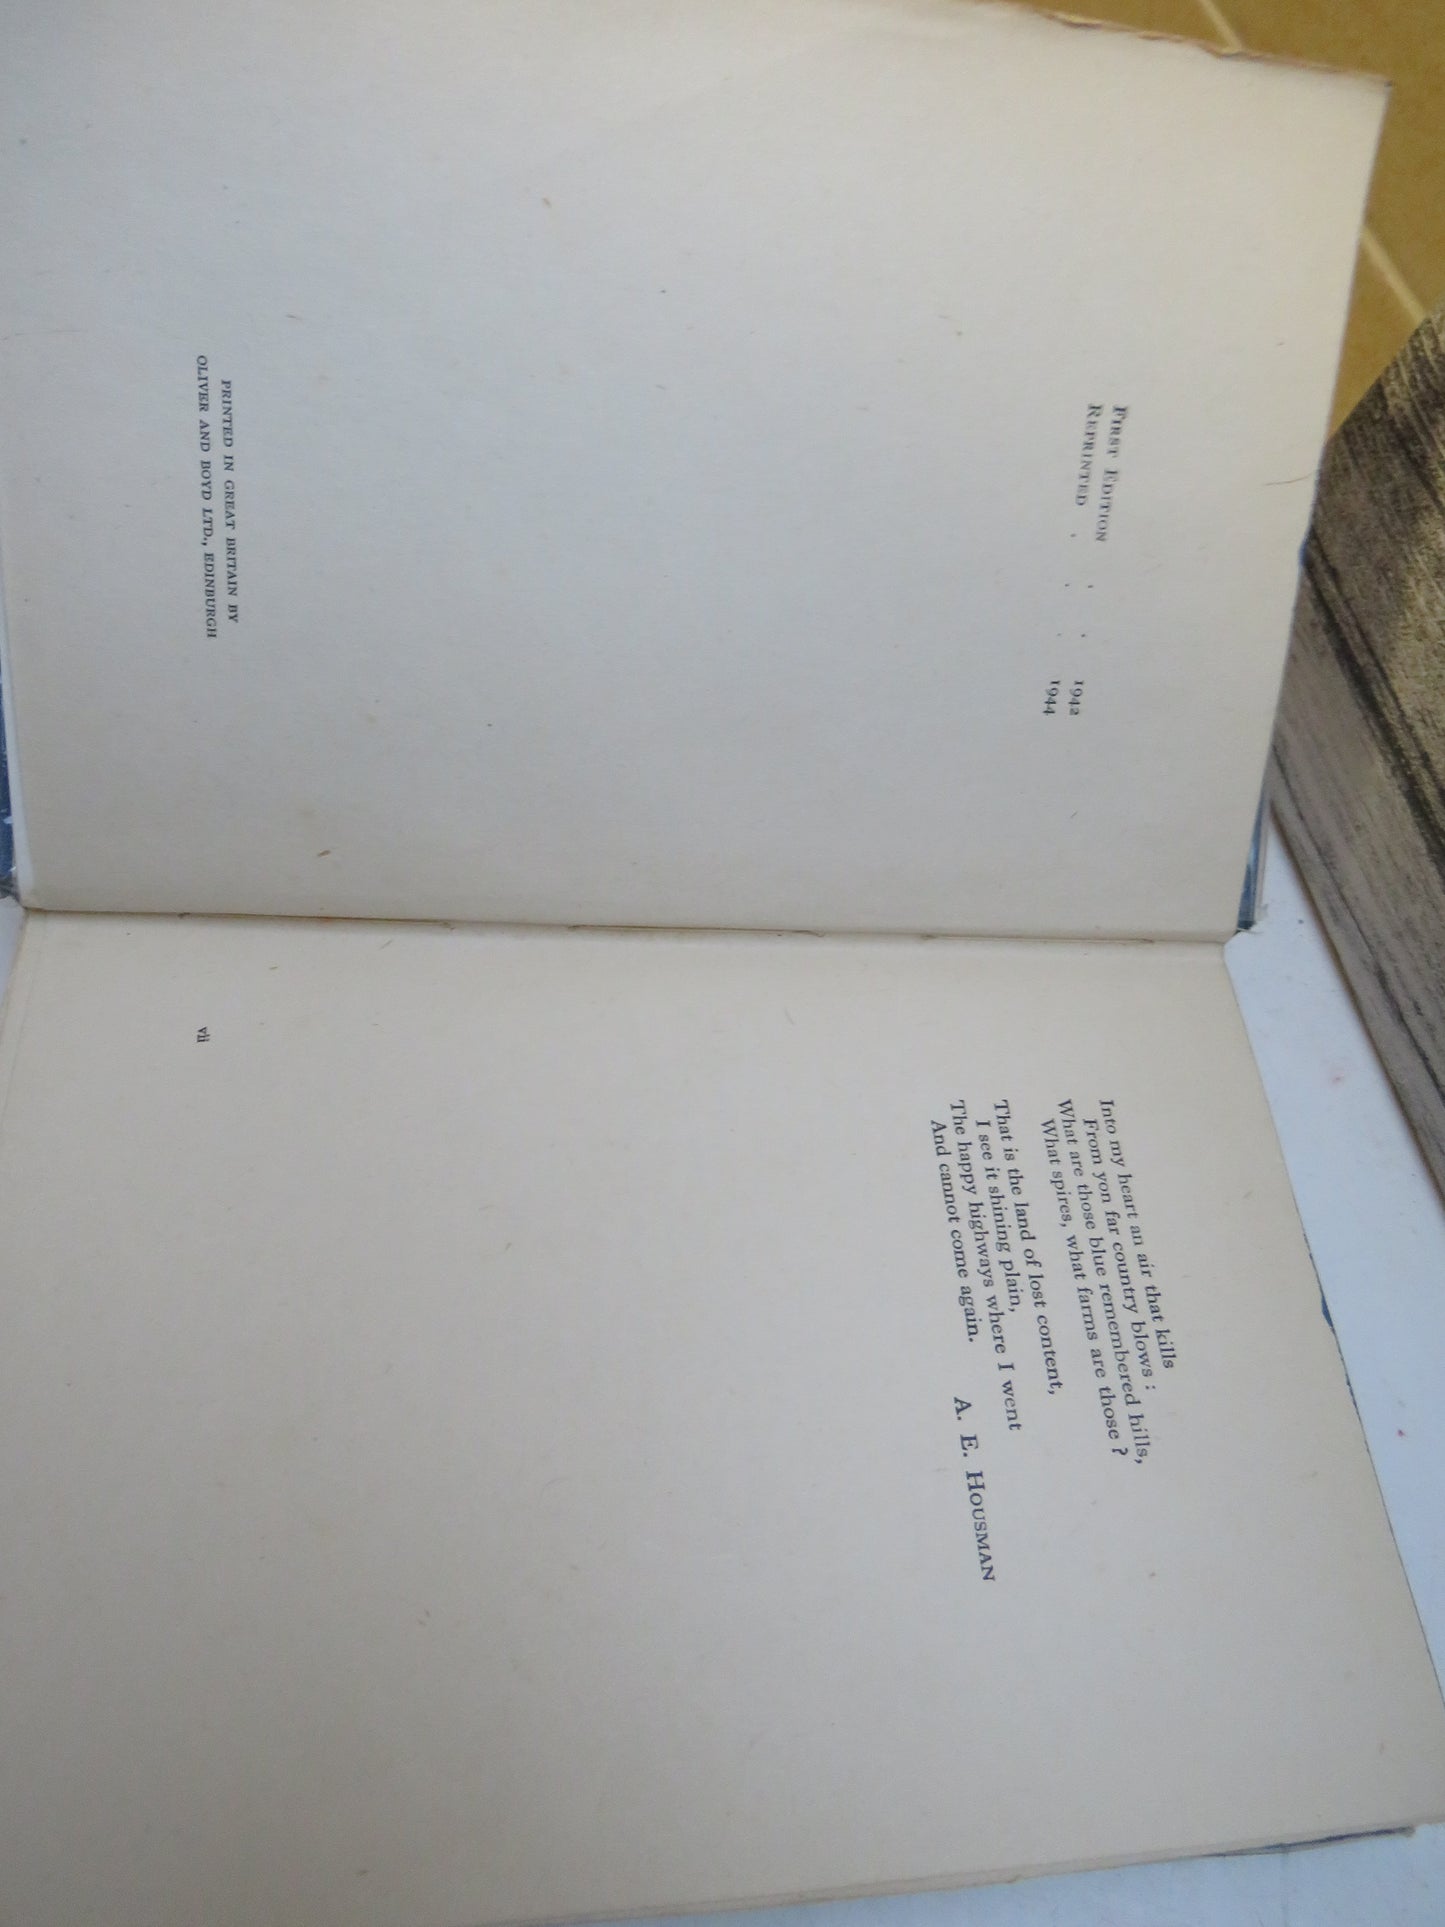 FIRST EDITION . . 1942
REPRINTED . . . 1944
PRINTED IN GREAT BRITAIN BY
OLIVER AND BOYD LTD., EDINBURGH
Into my heart an air that kills
From yon far country blows :
What are those blue remembered hills,
What spires, what farms are those ?
That is the land of lost content,
I see it shining plain,
The happy highways where I went
And cannot come again.
A. E. HOUSMAN
vii